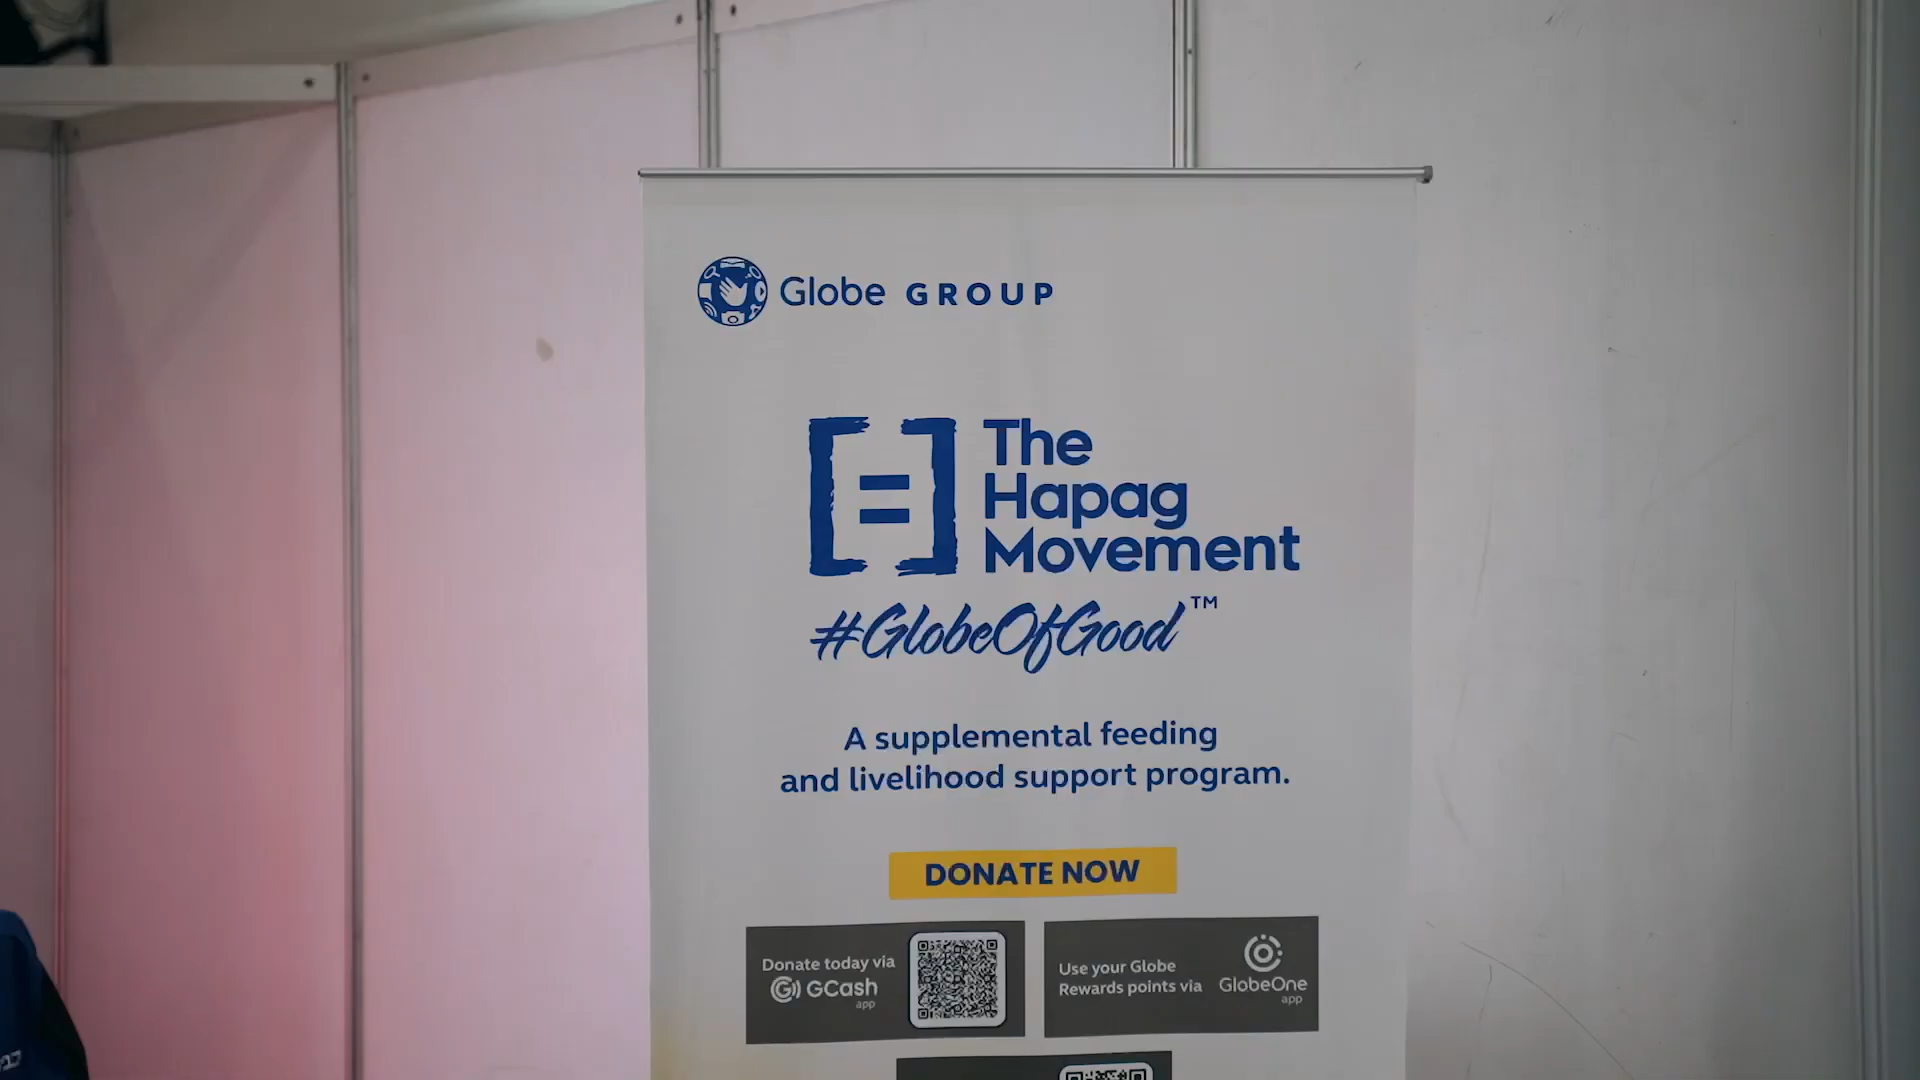 Globe GROUP
The
Hapag
Movement
#GlobeOfGood™
A supplemental feeding
and livelihood support program.
DONATE NOW
Donate today via
GCash
app
Use your Globe
Rewards points via
GlobeOne
app